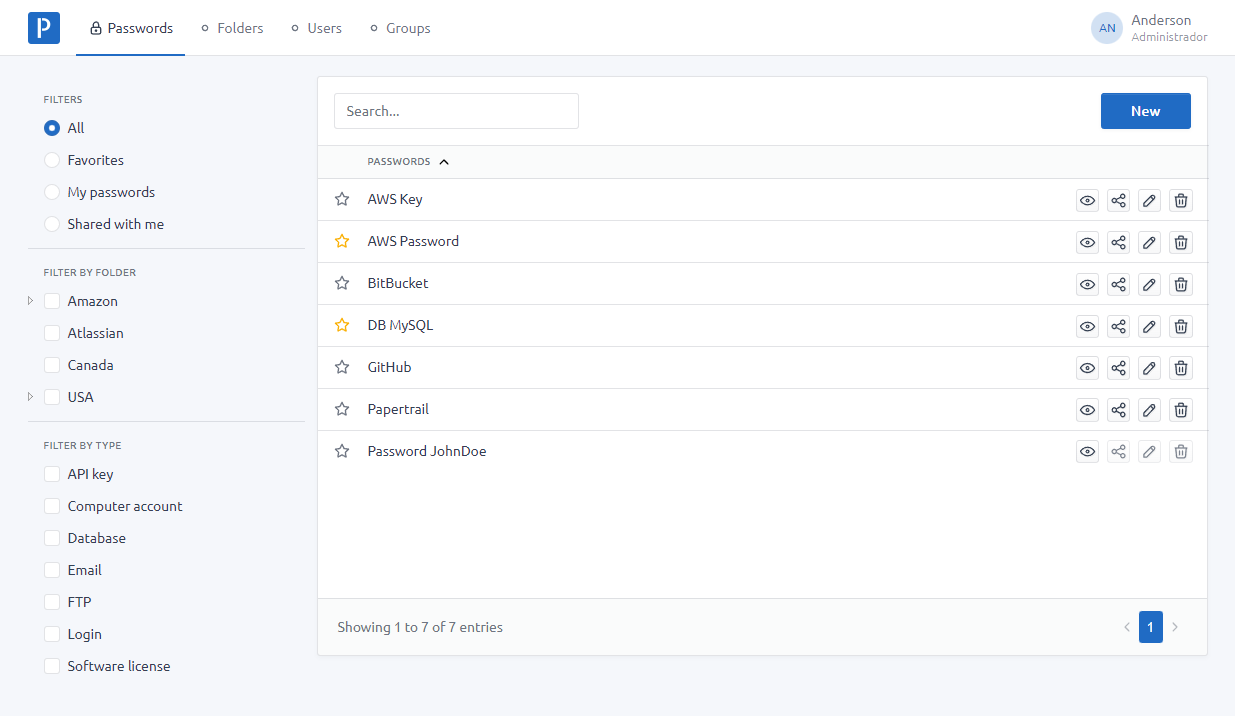 P
Passwords
Folders
Users
Groups
AN
Anderson
Administrador
FILTERS
All
Favorites
My passwords
Shared with me
FILTER BY FOLDER
Amazon
Atlassian
Canada
USA
FILTER BY TYPE
API key
Computer account
Database
Email
FTP
Login
Software license
Search...
New
PASSWORDS
AWS Key
AWS Password
BitBucket
DB MySQL
GitHub
Papertrail
Password JohnDoe
Showing 1 to 7 of 7 entries
1